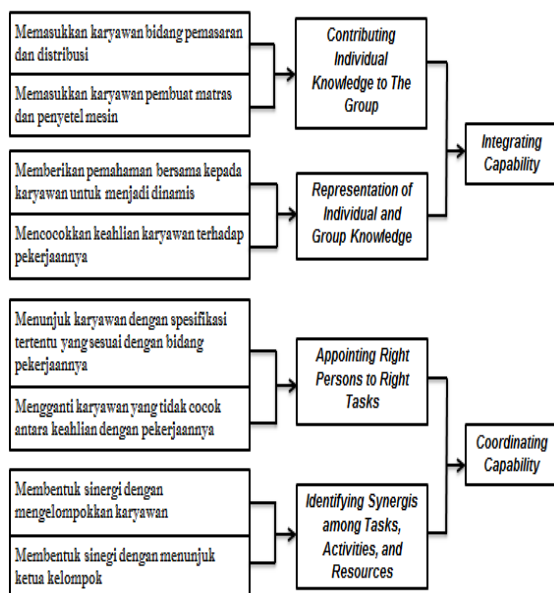 Memasukkan karyawan bidang pemasaran
dan distribusi
Memasukkan karyawan pembuat matras
dan penyetel mesin
Contributing
Individual
Knowledge to The
Group
Memberikan pemahaman bersama kepada
karyawan untuk menjadi dinamis
Mencocokkan keahlian karyawan terhadap
pekerjaannya
Representation of
Individual and
Group Knowledge
Integrating
Capability
Menunjuk karyawan dengan spesifikasi
tertentu yang sesuai dengan bidang
pekerjaannya
Mengganti karyawan yang tidak cocok
antara keahlian dengan pekerjaannya
Appointing Right
Persons to Right
Tasks
Membentuk sinergi dengan
mengelompokkan karyawan
Membentuk sinegi dengan menunjuk
ketua kelompok
Identifying Synergis
among Tasks,
Activities, and
Resources
Coordinating
Capability